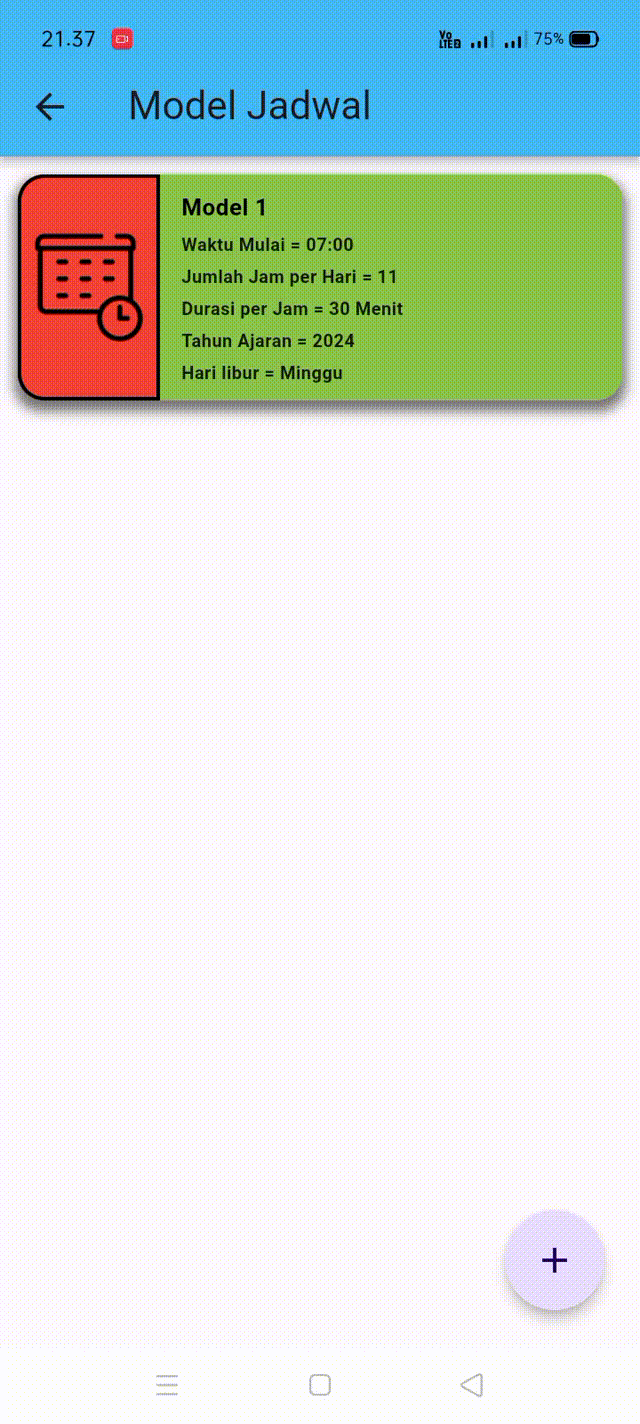 21.37
Vo LTE 2 75%
Model Jadwal
Model 1
Waktu Mulai = 07:00
Jumlah Jam per Hari = 11
Durasi per Jam = 30 Menit
Tahun Ajaran = 2024
Hari libur = Minggu